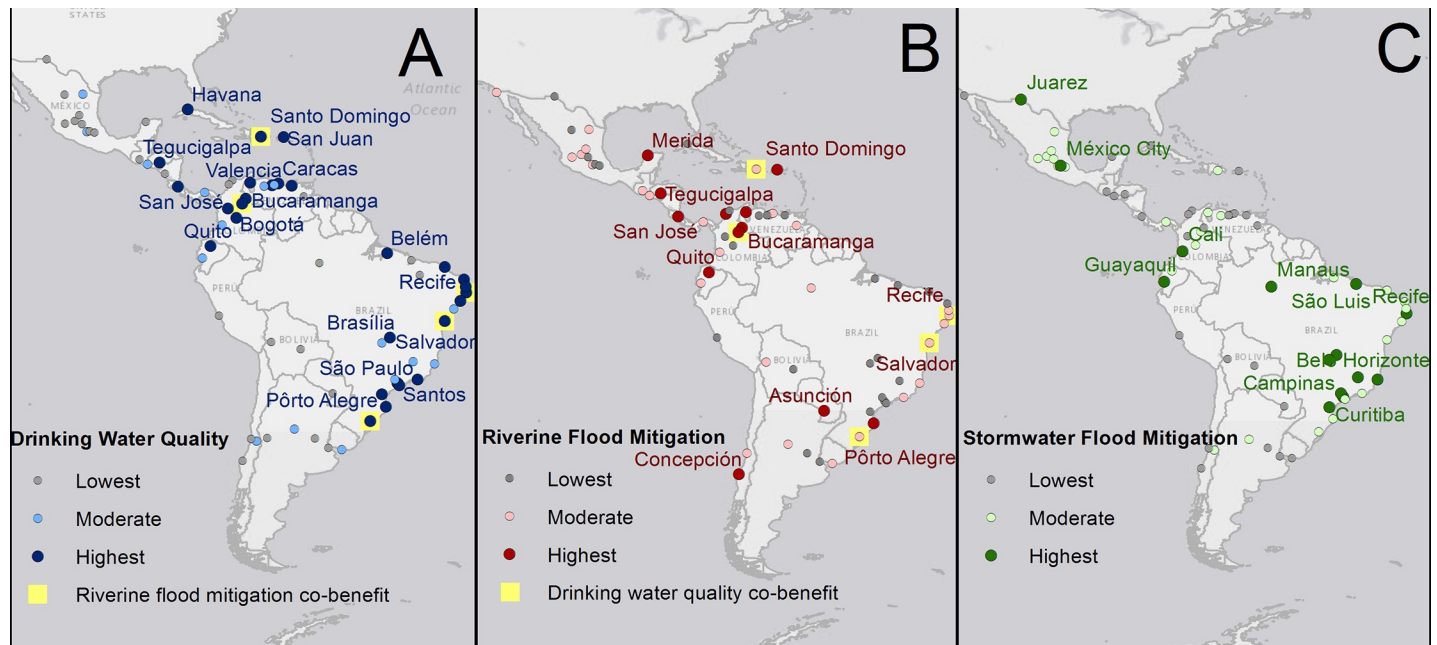 UNITED
STATES
A
Atlantic
Ocean
MÉXICO
Havana
Santo Domingo
San Juan
Tegucigalpa
Valencia
Caracas
San José
Bucaramanga
Bogotá
Quito
Belém
PERÚ
Recife
BRAZIL
Brasília
BOLIVIA
Salvador
São Paulo
Santos
Pôrto Alegre
Drinking Water Quality
Lowest
Moderate
Highest
Riverine flood mitigation co-benefit
B
Merida
Santo Domingo
Tegucigalpa
San José
VENEZUELA
Bucaramanga
Quito
COLOMBIA
Recife
PERÚ
BRAZIL
BOLIVIA
Salvador
Asunción
Riverine Flood Mitigation
Concepción
Pôrto Alegre
Lowest
Moderate
Highest
Drinking water quality co-benefit
C
Juarez
México City
Cali
VENEZUELA
COLOMBIA
Guayaquil
Manaus
São Luis
Recife
PERÚ
BRAZIL
BOLIVIA
Horizonte
Campinas
Curitiba
Stormwater Flood Mitigation
Lowest
Moderate
Highest